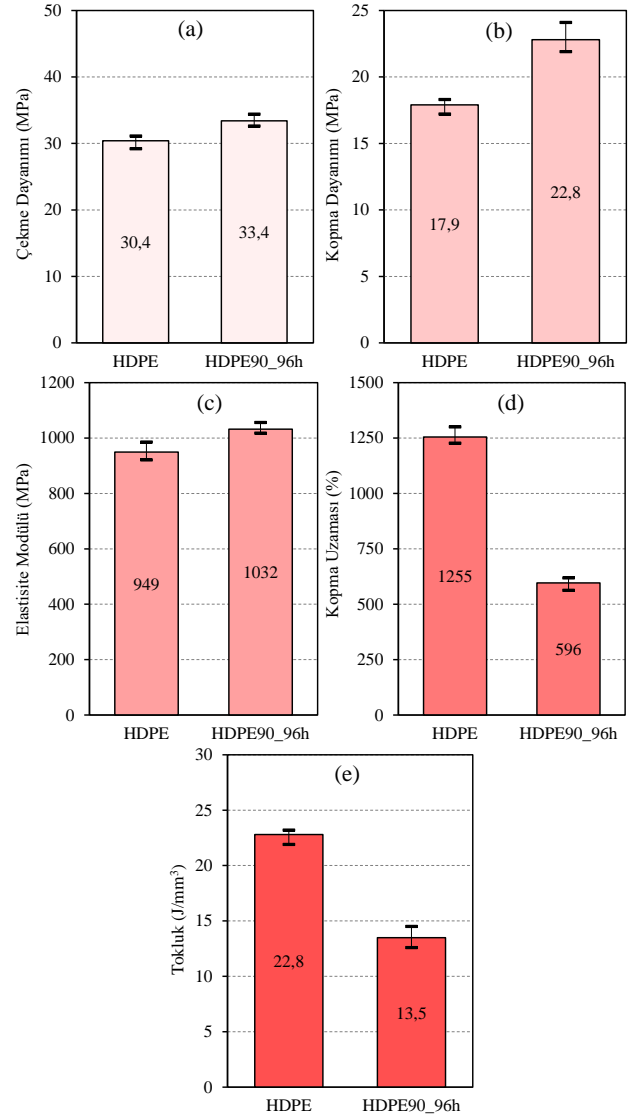 (a)
Çekme Dayanımı (MPa)
50
40
30
20
10
0
30,4
33,4
HDPE
HDPE90_96h
(b)
Kopma Dayanımı (MPa)
25
20
15
10
5
0
17,9
22,8
HDPE
HDPE90_96h
(c)
Elastisite Modülü (MPa)
1200
1000
800
600
400
200
0
949
1032
HDPE
HDPE90_96h
(d)
Kopma Uzaması (%)
1500
1250
1000
750
500
250
0
1255
596
HDPE
HDPE90_96h
(e)
Tokluk (J/mm³)
30
25
20
15
10
5
0
22,8
13,5
HDPE
HDPE90_96h